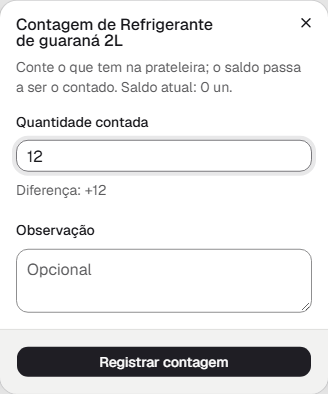 Contagem de Refrigerante
de guaraná 2L
Conte o que tem na prateleira; o saldo passa
a ser o contado. Saldo atual: 0 un.
Quantidade contada
12
Diferença: +12
Observação
Opcional
Registrar contagem